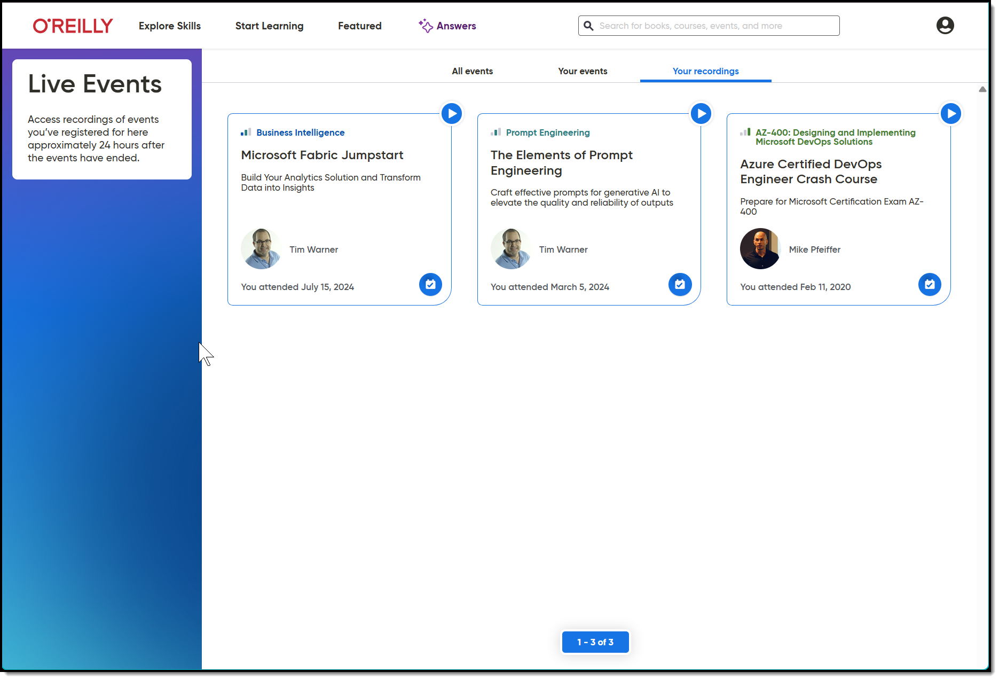 O'REILLY Explore Skills Start Learning Featured Answers Search for books, courses, events, and more
Live Events
Access recordings of events
you’ve registered for here
approximately 24 hours after
the events have ended.
All events Your events Your recordings
Business Intelligence
Microsoft Fabric Jumpstart
Build Your Analytics Solution and Transform
Data into Insights
Tim Warner
You attended July 15, 2024
Prompt Engineering
The Elements of Prompt
Engineering
Craft effective prompts for generative AI to
elevate the quality and reliability of outputs
Tim Warner
You attended March 5, 2024
AZ-400: Designing and Implementing
Microsoft DevOps Solutions
Azure Certified DevOps
Engineer Crash Course
Prepare for Microsoft Certification Exam AZ-
400
Mike Pfeiffer
You attended Feb 11, 2020
1 - 3 of 3